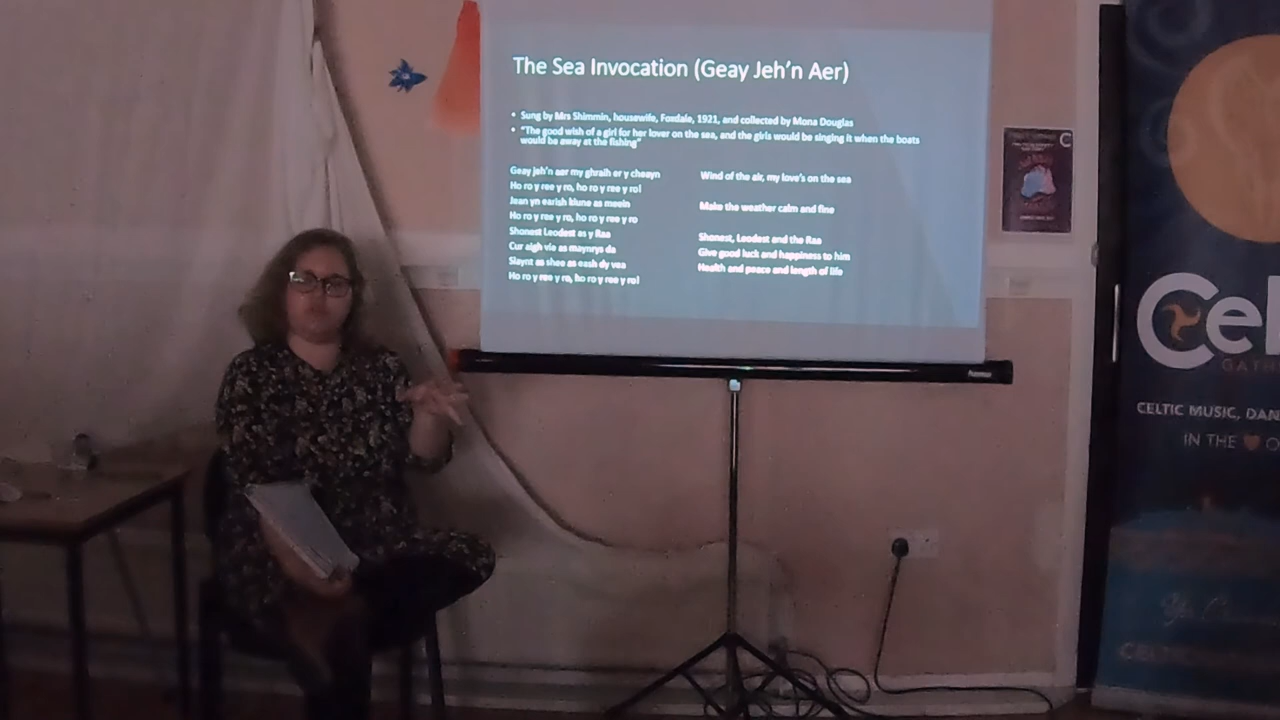 The Sea Invocation (Geay Jeh'n Aer)
• Sung by Mrs Shimmin, housewife, Foxdale, 1921, and collected by Mona Douglas
• "The good wish of a girl for her lover on the sea, and the girls would be singing it when the boats
would be away at the fishing"
Geay jeh'n aer my ghraih er y cheayn
Ho ro y ree y ro, ho ro y ree y ro!
Jean yn earish kiune as meein
Ho ro y ree y ro, ho ro y ree y ro
Shonest Leodest as y Raa
Cur aigh vie as maynrys da
Slaynt as shee as eash dy vea
Ho ro y ree y ro, ho ro y ree y ro!
Wind of the air, my love's on the sea
Make the weather calm and fine
Shonest, Leodest and the Raa
Give good luck and happiness to him
Health and peace and length of life
hama
Cel
GATH
CELTIC MUSIC, DAN
IN THE